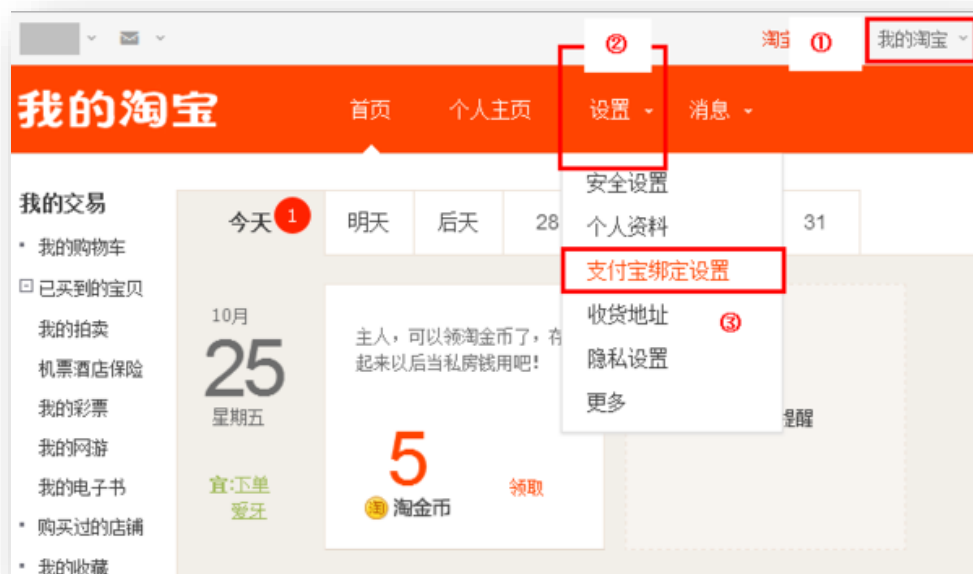 淘宝 ① 我的淘宝
②
我的淘宝 首页 个人主页 设置 消息
我的交易
我的购物车
已买到的宝贝
我的拍卖
机票酒店保险
我的彩票
我的网游
我的电子书
购买过的店铺
我的收藏
今天 1 明天 后天 28 31
安全设置
个人资料
支付宝绑定设置
收货地址 ③
隐私设置
更多
10月
25
星期五
宜:下单
爱牙
主人，可以领淘金币了，存
起来以后当私房钱用吧！
5
淘 淘金币 领取
提醒